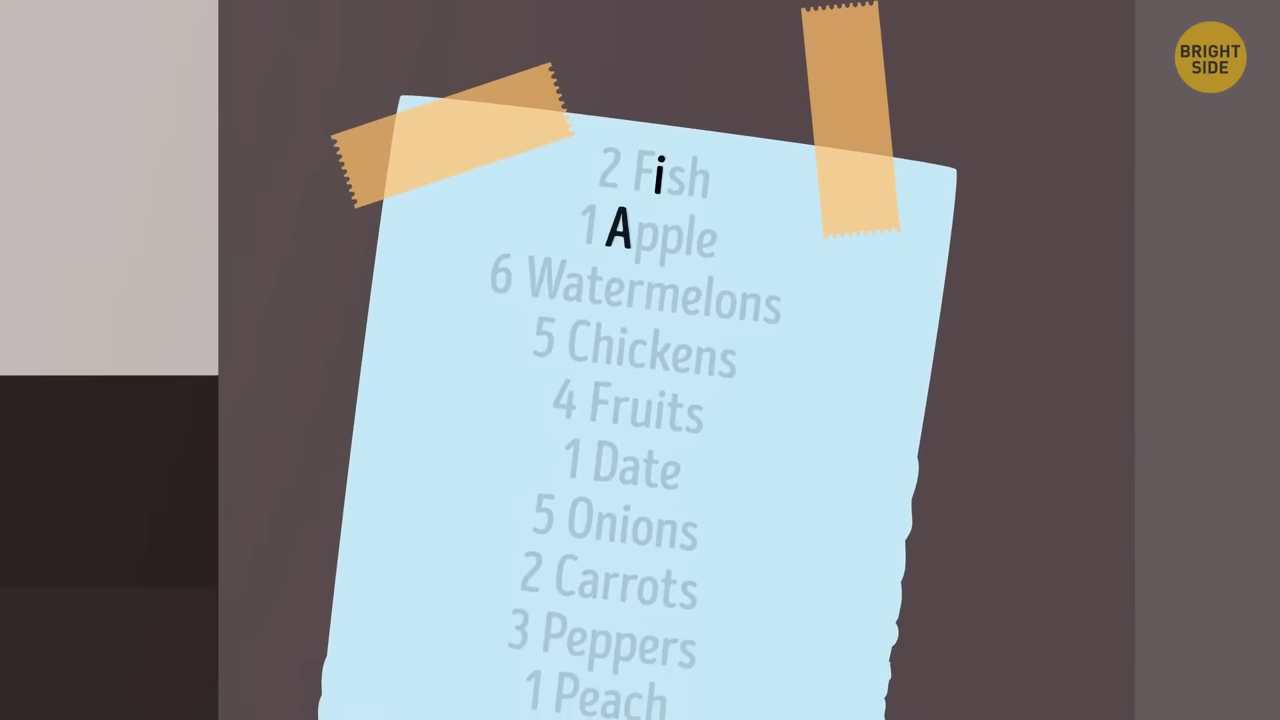 BRIGHT
SIDE
2 Fish
1 Apple
6 Watermelons
5 Chickens
4 Fruits
1 Date
5 Onions
2 Carrots
3 Peppers
1 Peach